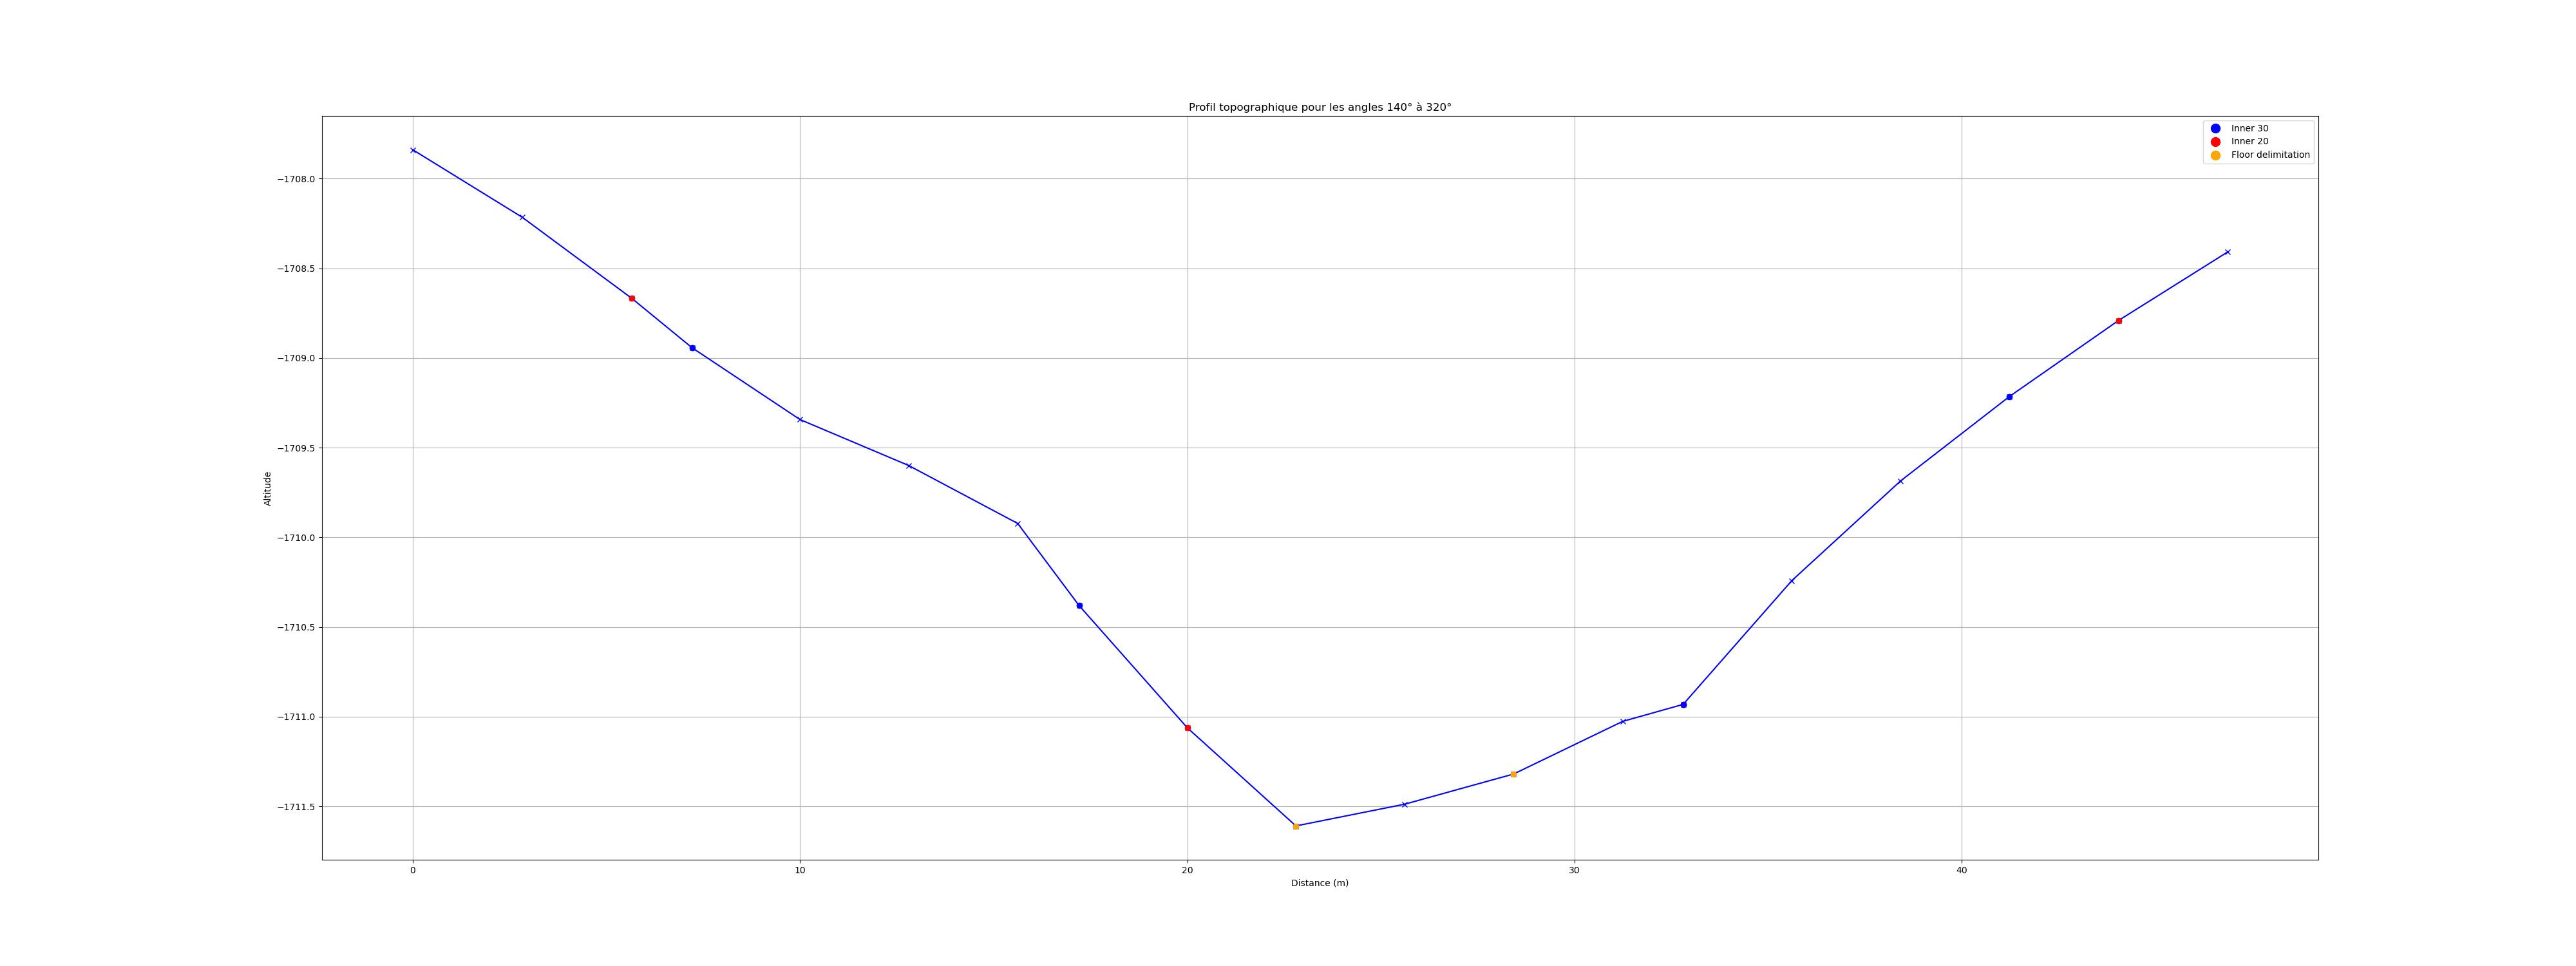 Profil topographique pour les angles 140° à 320°
Inner 30
Inner 20
Floor delimitation
−1708.0
−1708.5
−1709.0
−1709.5
−1710.0
−1710.5
−1711.0
−1711.5
Altitude
0 10 20 30 40
Distance (m)